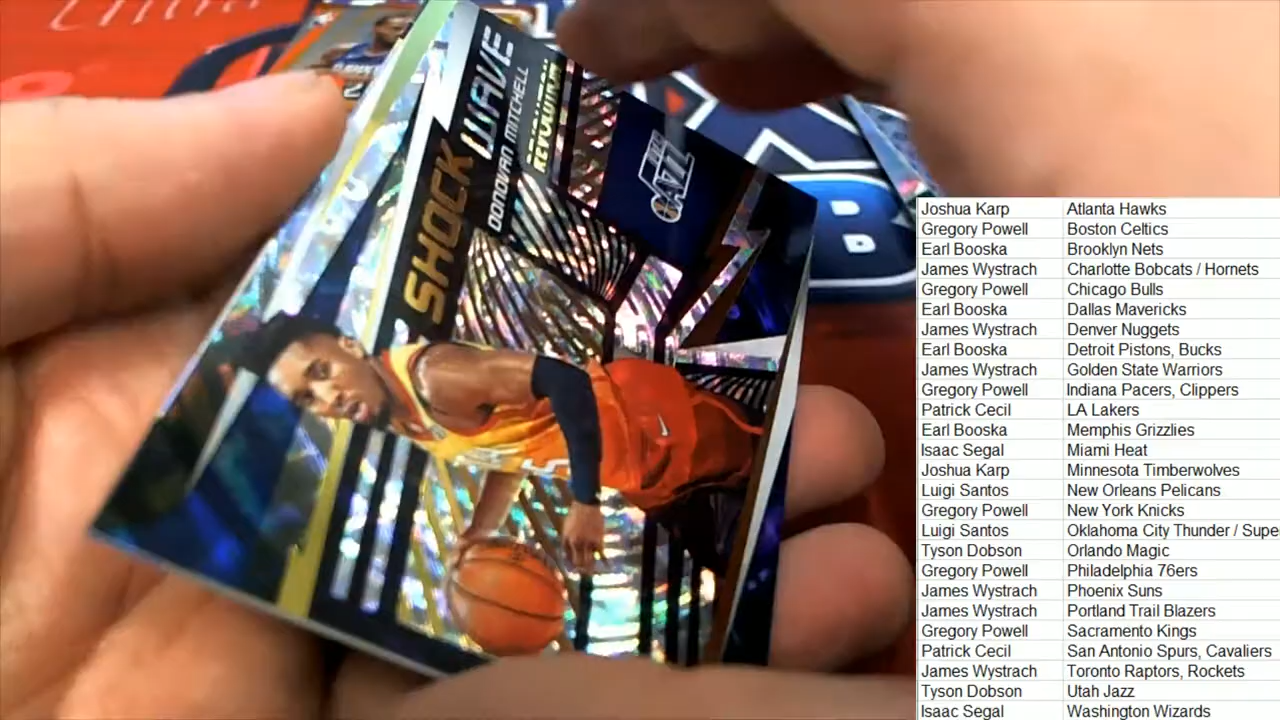 SHOCK
WAVE
DONOVAN MITCHELL
REVOLUTION
JAZZ
Joshua Karp Atlanta Hawks
Gregory Powell Boston Celtics
Earl Booska Brooklyn Nets
James Wystrach Charlotte Bobcats / Hornets
Gregory Powell Chicago Bulls
Earl Booska Dallas Mavericks
James Wystrach Denver Nuggets
Earl Booska Detroit Pistons, Bucks
James Wystrach Golden State Warriors
Gregory Powell Indiana Pacers, Clippers
Patrick Cecil LA Lakers
Earl Booska Memphis Grizzlies
Isaac Segal Miami Heat
Joshua Karp Minnesota Timberwolves
Luigi Santos New Orleans Pelicans
Gregory Powell New York Knicks
Luigi Santos Oklahoma City Thunder / Supe
Tyson Dobson Orlando Magic
Gregory Powell Philadelphia 76ers
James Wystrach Phoenix Suns
James Wystrach Portland Trail Blazers
Gregory Powell Sacramento Kings
Patrick Cecil San Antonio Spurs, Cavaliers
James Wystrach Toronto Raptors, Rockets
Tyson Dobson Utah Jazz
Isaac Segal Washington Wizards